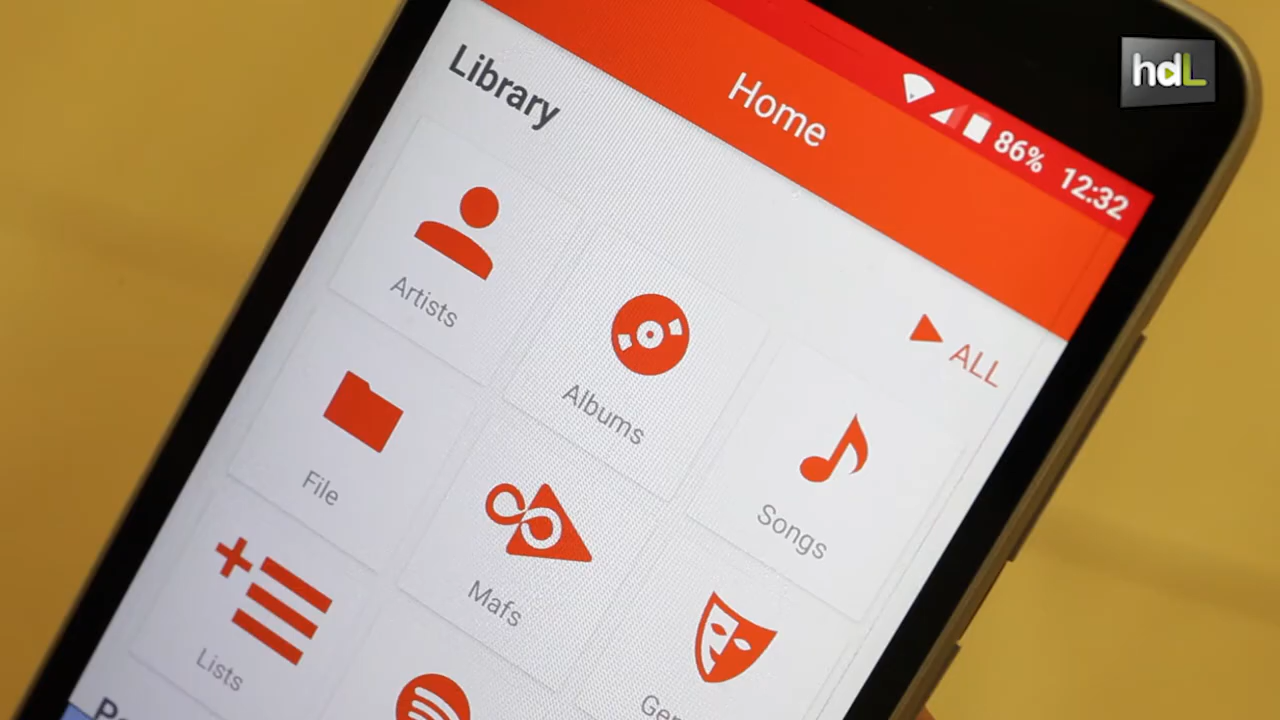 hdL
86% 12:32
Home
Library
ALL
Artists
Albums
Songs
File
Mafs
Lists